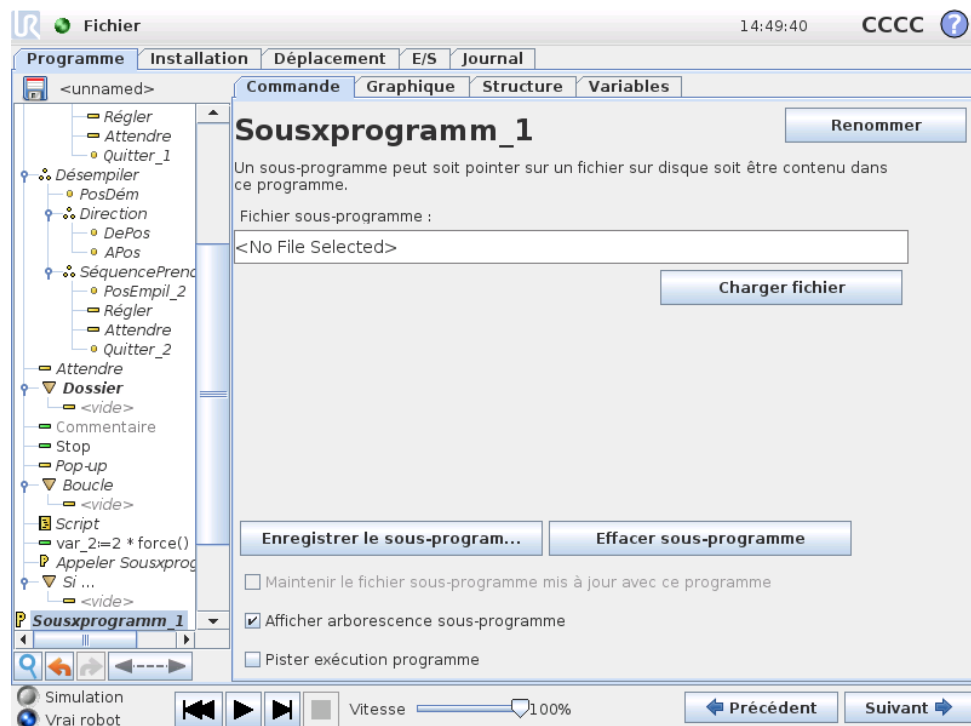 UR Fichier 14:49:40 CCCC ?
Programme Installation Déplacement E/S Journal
<unnamed>
Commande Graphique Structure Variables
Régler
Attendre
Quitter_1
Désempiler
PosDém
Direction
DePos
APos
SéquencePrend
PosEmpil_2
Régler
Attendre
Quitter_2
Attendre
Dossier
<vide>
Commentaire
Stop
Pop-up
Boucle
<vide>
Script
var_2:=2 * force()
Appeler Sousxprog
Si ...
<vide>
Sousxprogramm_1
Sousxprogramm_1
Renommer
Un sous-programme peut soit pointer sur un fichier sur disque soit être contenu dans
ce programme.
Fichier sous-programme :
<No File Selected>
Charger fichier
Enregistrer le sous-program...
Effacer sous-programme
Maintenir le fichier sous-programme mis à jour avec ce programme
Afficher arborescence sous-programme
Pister exécution programme
Simulation
Vrai robot
Vitesse 100%
Précédent
Suivant